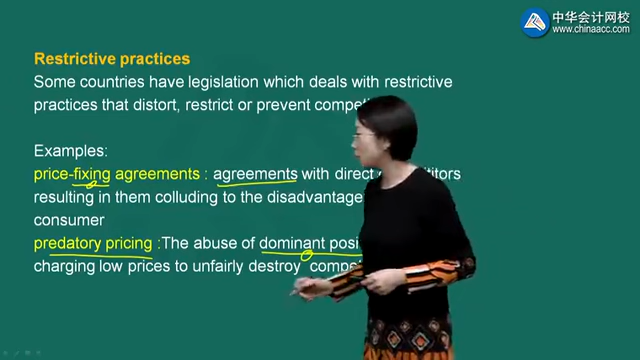 中华会计网校
www.chinaacc.com
Restrictive practices
Some countries have legislation which deals with restrictive
practices that distort, restrict or prevent
Examples:
price-fixing agreements : agreements with direct
resulting in them colluding to the disadvantage
consumer
predatory pricing :The abuse of dominant
charging low prices to unfairly destroy